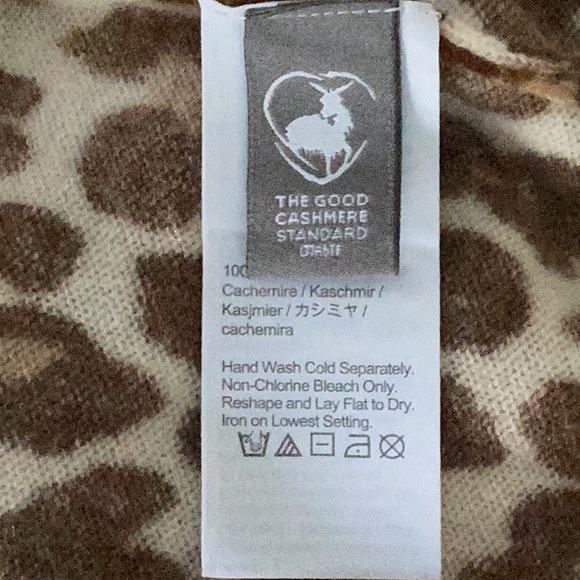 THE GOOD
CASHMERE
STANDARD
100
Cachemire / Kaschmir /
Kasjmier / カシミヤ /
cachemira
Hand Wash Cold Separately.
Non-Chlorine Bleach Only.
Reshape and Lay Flat to Dry.
Iron on Lowest Setting.